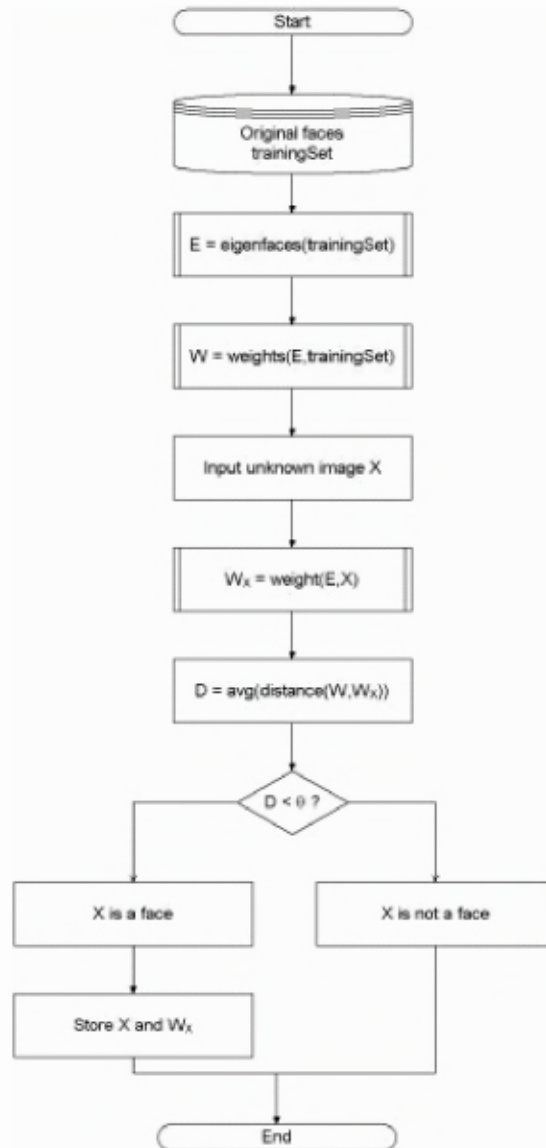 Start
Original faces
trainingSet
E = eigenfaces(trainingSet)
W = weights(E,trainingSet)
Input unknown image X
Wₓ = weight(E,X)
D = avg(distance(W,Wₓ))
D < θ ?
X is a face
X is not a face
Store X and Wₓ
End